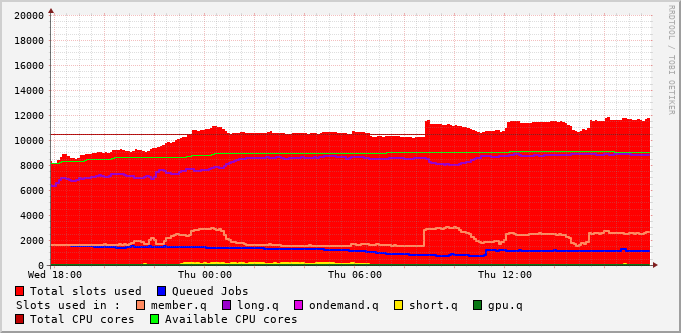 RRDTOOL / TOBI OETIKER
20000
18000
16000
14000
12000
10000
8000
6000
4000
2000
0
Wed 18:00 Thu 00:00 Thu 06:00 Thu 12:00
Total slots used Queued Jobs
Slots used in : member.q long.q ondemand.q short.q gpu.q
Total CPU cores Available CPU cores